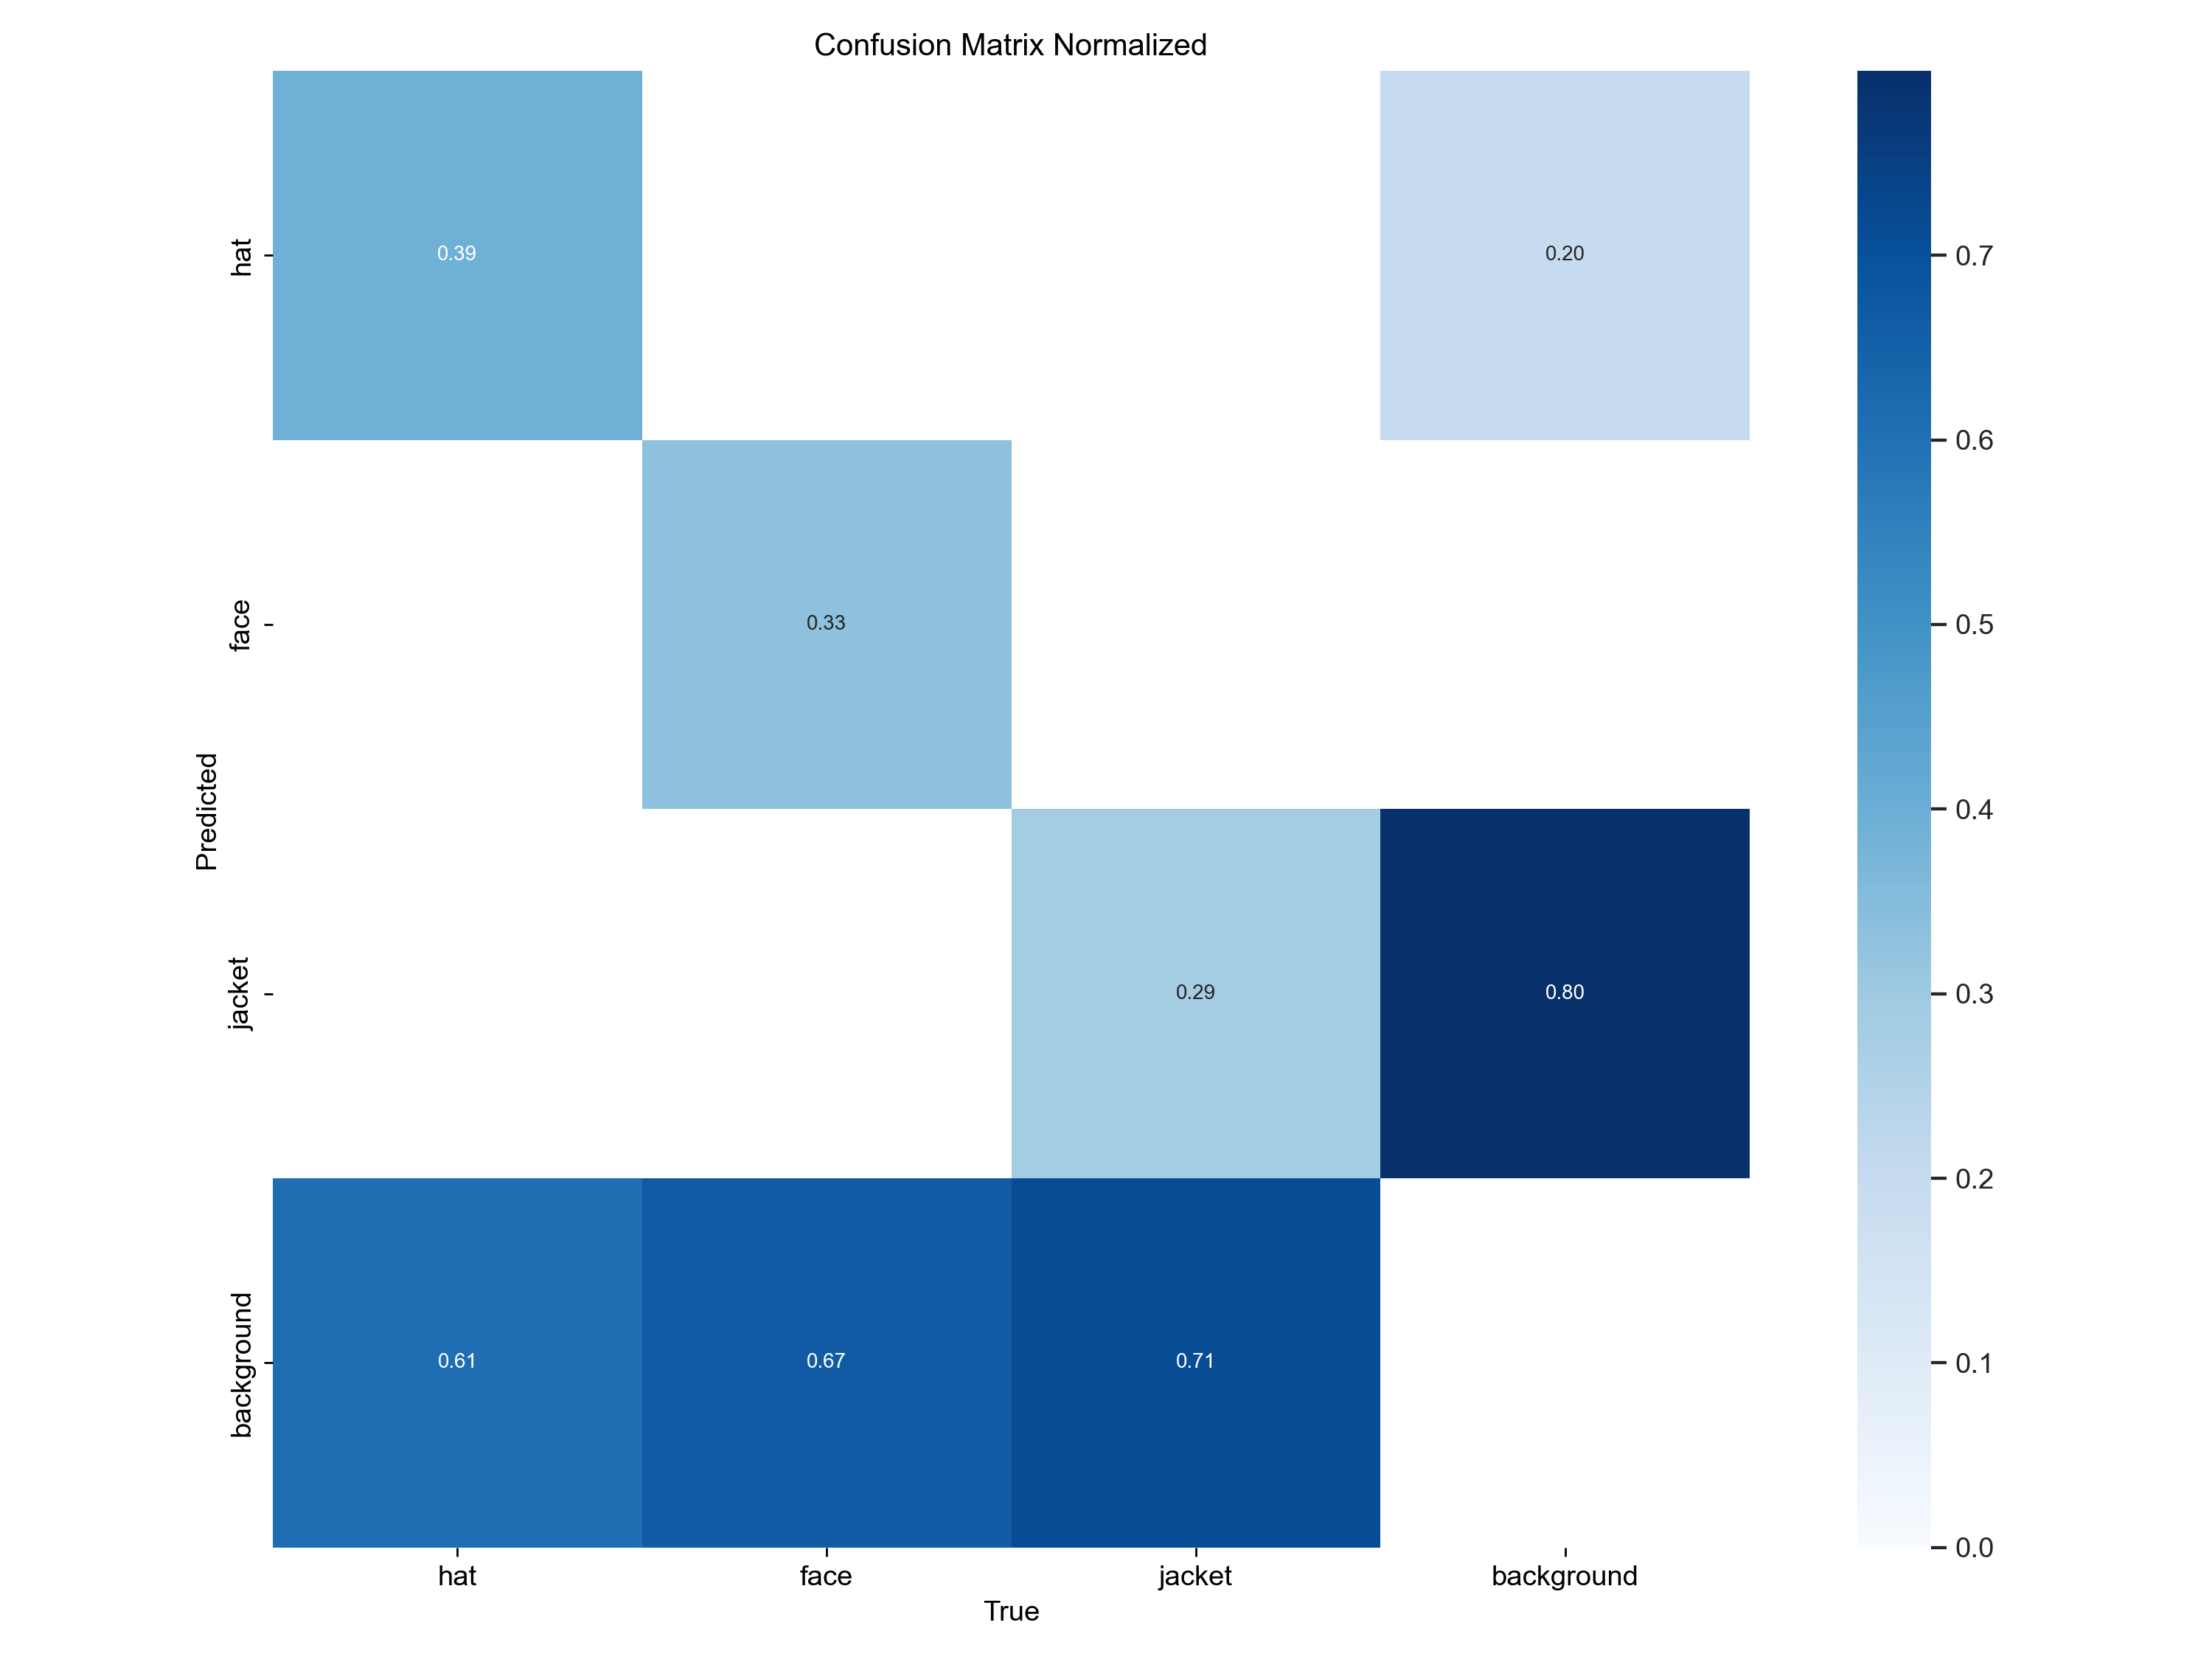 Confusion Matrix Normalized
hat
0.39
0.20
face
0.33
jacket
0.29
0.80
background
0.61
0.67
0.71
Predicted
hat
face
jacket
background
True
0.7
0.6
0.5
0.4
0.3
0.2
0.1
0.0